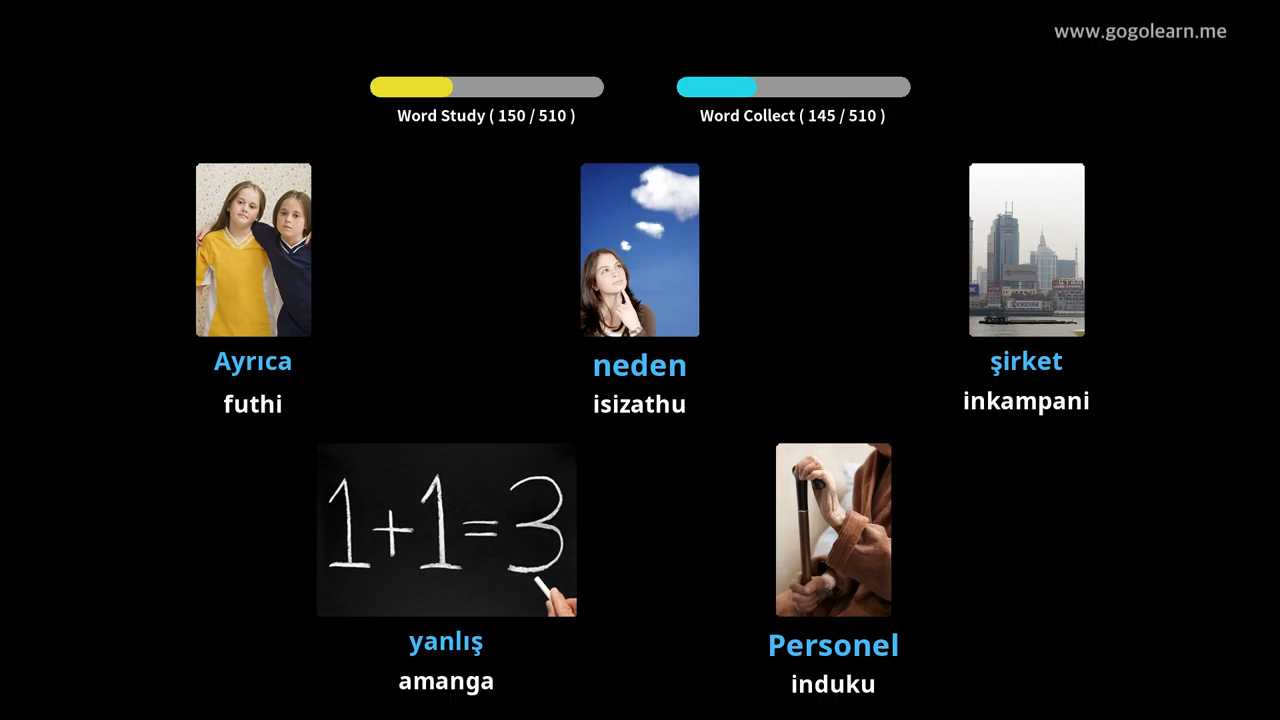 www.gogolearn.me
Word Study ( 150 / 510 )
Word Collect ( 145 / 510 )
TOYOTA
Ayrıca
neden
şirket
futhi
isizathu
inkampani
1+1=3
yanlış
Personel
amanga
induku